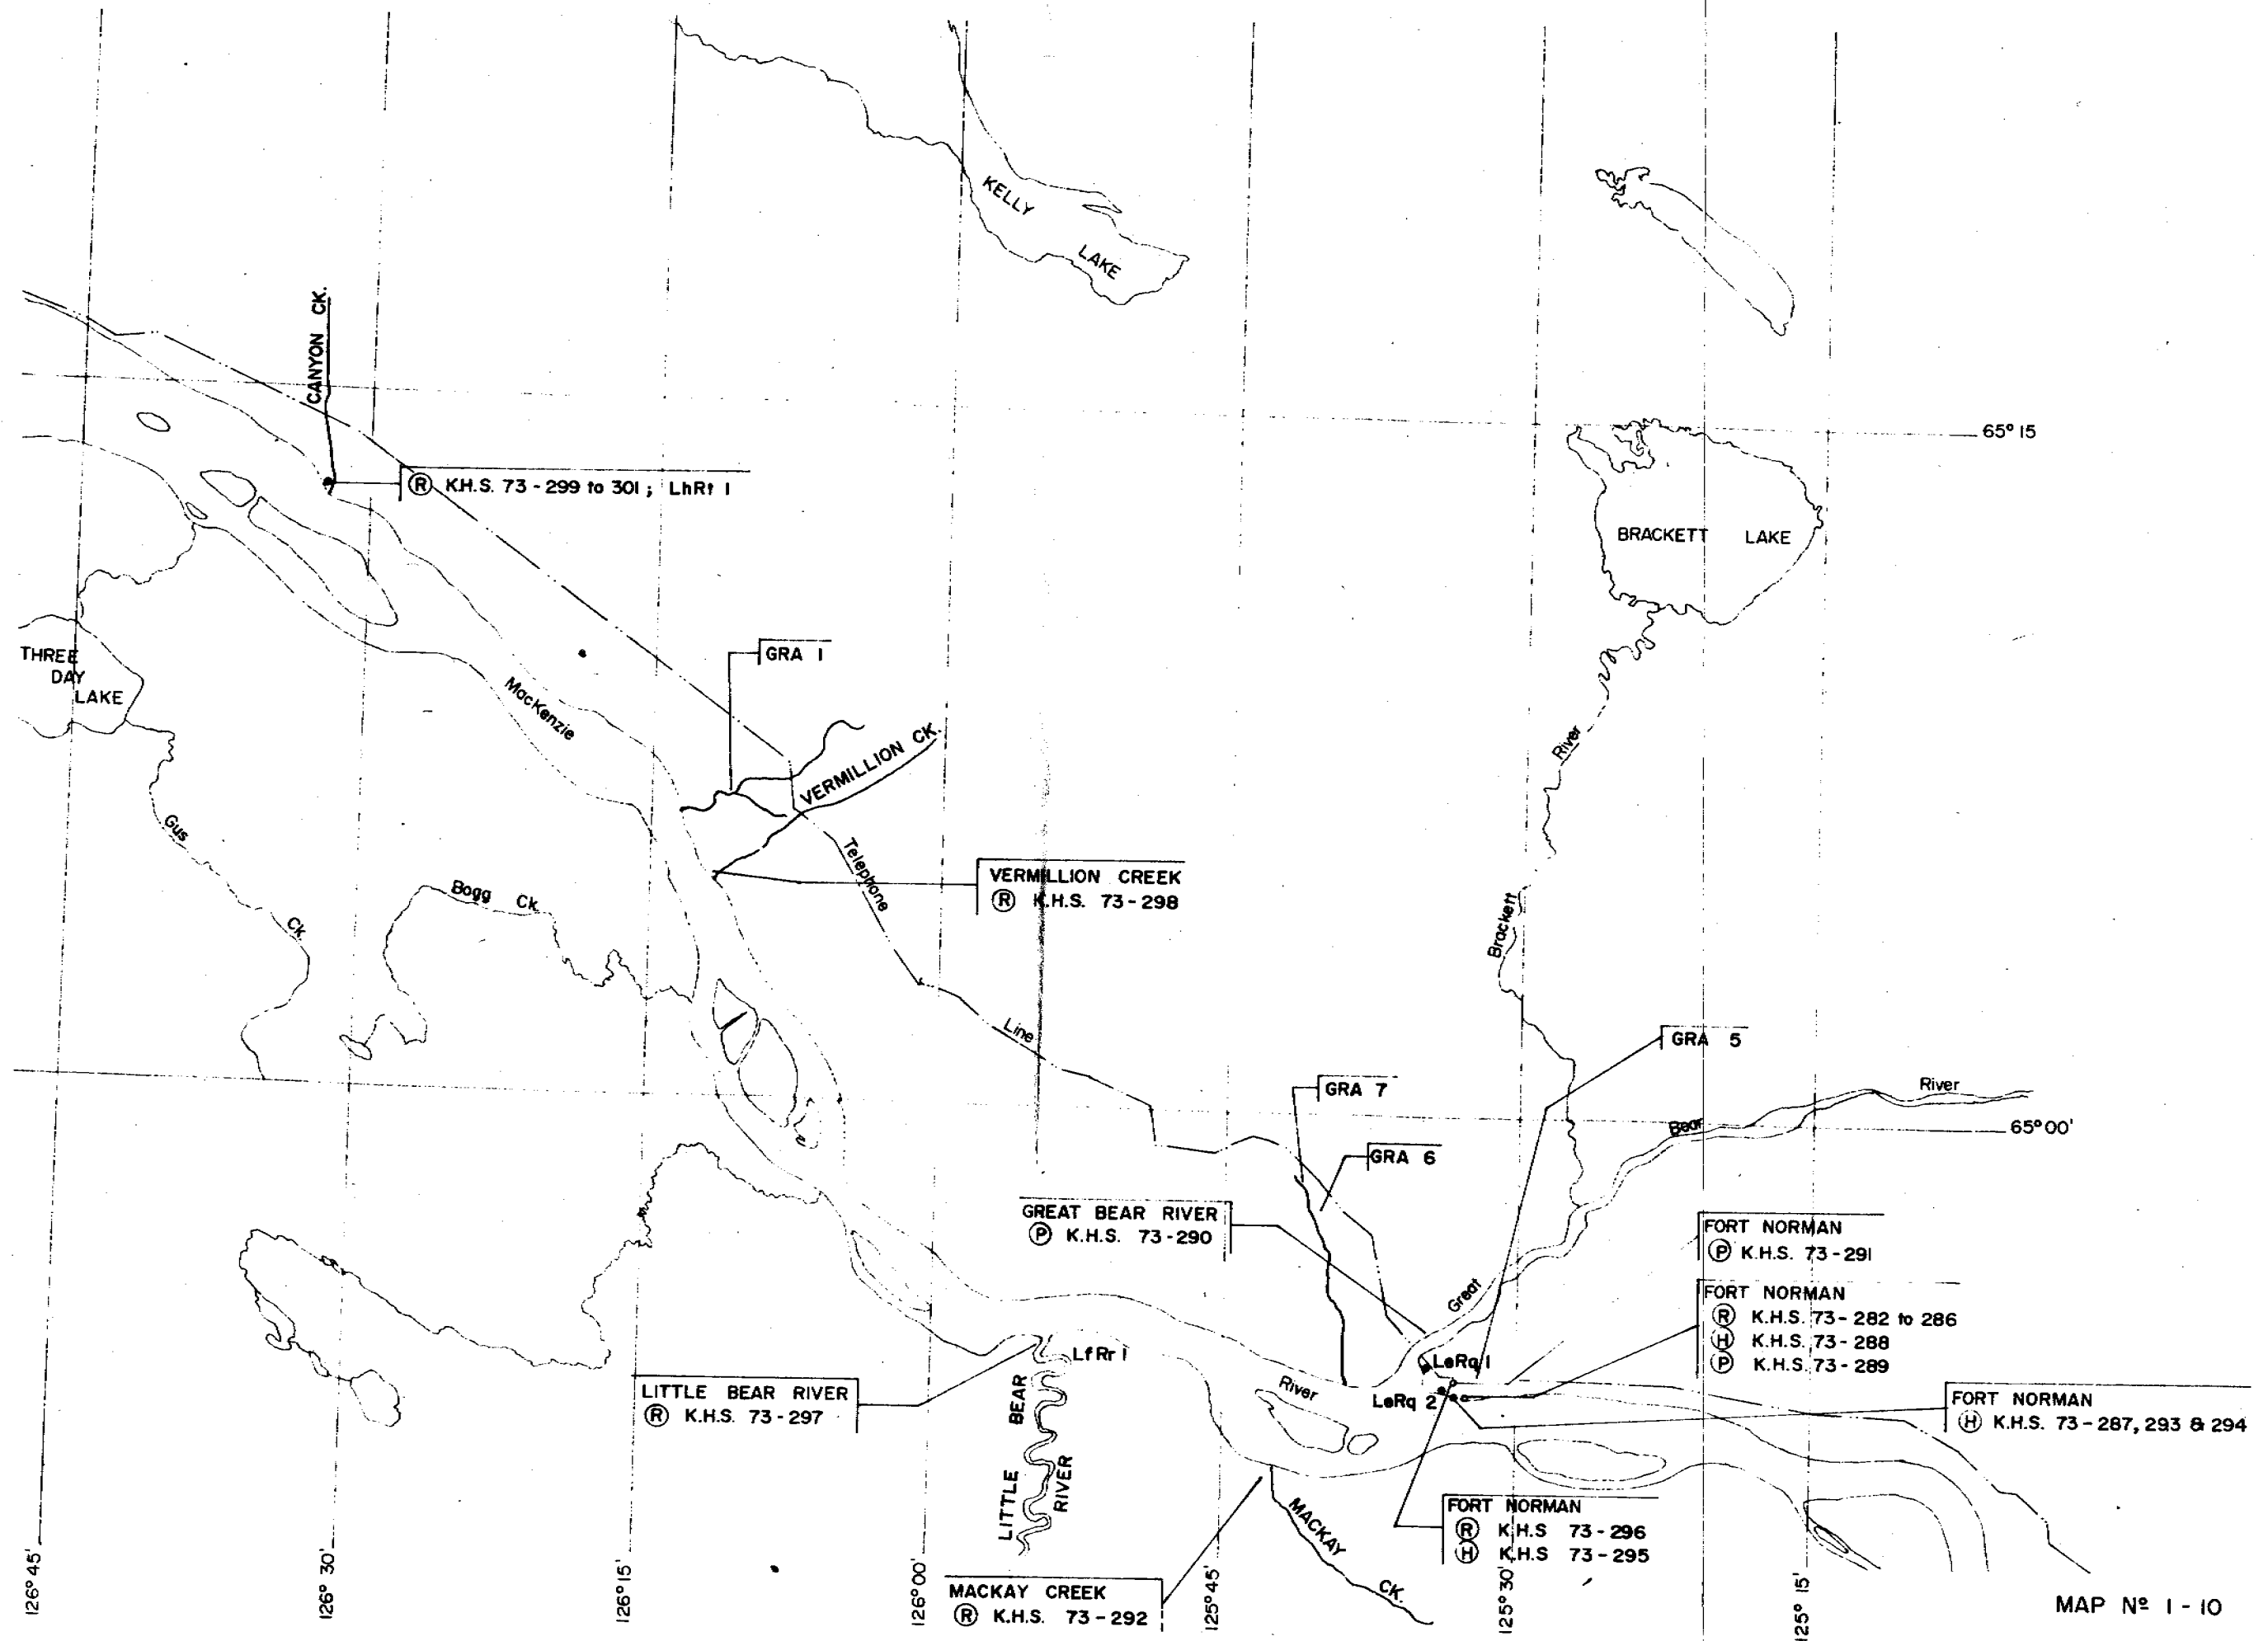 KELLY
LAKE
CANYON CK.
65° 15
Ⓡ K.H.S. 73 - 299 to 301 ; LhRt 1
BRACKETT LAKE
THREE
DAY
LAKE
GRA 1
MacKenzie
VERMILLION CK.
River
Gus
Ck.
Telephone
VERMILLION CREEK
Ⓡ K.H.S. 73 - 298
Bogg Ck.
Brackett
Line
GRA 5
GRA 7
River
Bear
65° 00'
GRA 6
GREAT BEAR RIVER
Ⓟ K.H.S. 73 - 290
FORT NORMAN
Ⓟ K.H.S. 73 - 291
Great
FORT NORMAN
Ⓡ K.H.S. 73 - 282 to 286
Ⓗ K.H.S. 73 - 288
Ⓟ K.H.S. 73 - 289
LfRr 1
LeRq 1
LITTLE BEAR RIVER
Ⓡ K.H.S. 73 - 297
River
LeRq 2
FORT NORMAN
Ⓗ K.H.S. 73 - 287, 293 & 294
LITTLE BEAR
RIVER
MACKAY
CK.
FORT NORMAN
Ⓡ K.H.S 73 - 296
Ⓗ K.H.S 73 - 295
MACKAY CREEK
Ⓡ K.H.S. 73 - 292
126° 45'
126° 30'
126° 15'
126° 00'
125° 45'
125° 30'
125° 15'
MAP Nº 1 - 10